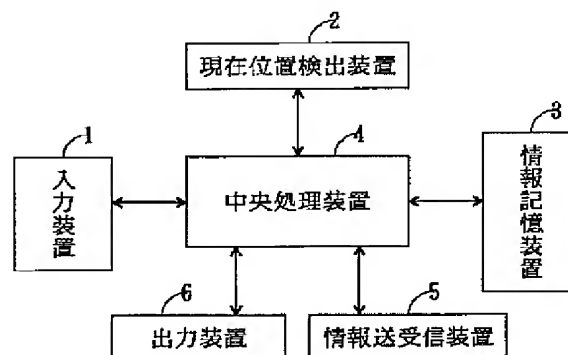 2
現在位置検出装置
1
入力装置
4
中央処理装置
3
情報記憶装置
6
出力装置
5
情報送受信装置